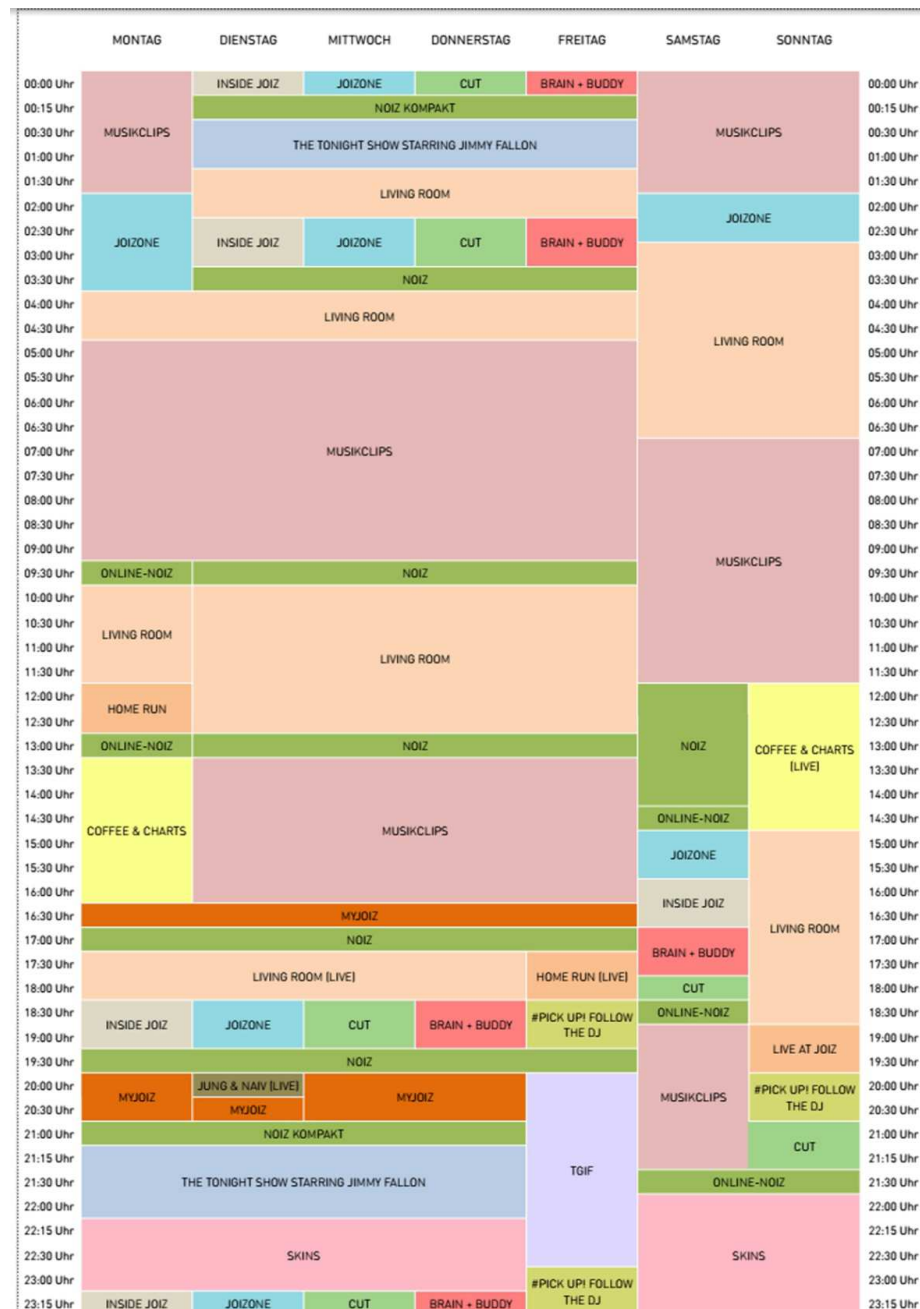 MONTAG DIENSTAG MITTWOCH DONNERSTAG FREITAG SAMSTAG SONNTAG
00:00 Uhr INSIDE JOIZ JOIZONE CUT BRAIN + BUDDY 00:00 Uhr
00:15 Uhr NOIZ KOMPAKT 00:15 Uhr
00:30 Uhr MUSIKCLIPS THE TONIGHT SHOW STARRING JIMMY FALLON MUSIKCLIPS 00:30 Uhr
01:00 Uhr 01:00 Uhr
01:30 Uhr LIVING ROOM 01:30 Uhr
02:00 Uhr JOIZONE 02:00 Uhr
02:30 Uhr JOIZONE INSIDE JOIZ JOIZONE CUT BRAIN + BUDDY 02:30 Uhr
03:00 Uhr 03:00 Uhr
03:30 Uhr NOIZ 03:30 Uhr
04:00 Uhr LIVING ROOM 04:00 Uhr
04:30 Uhr LIVING ROOM 04:30 Uhr
05:00 Uhr 05:00 Uhr
05:30 Uhr 05:30 Uhr
06:00 Uhr 06:00 Uhr
06:30 Uhr 06:30 Uhr
07:00 Uhr MUSIKCLIPS 07:00 Uhr
07:30 Uhr 07:30 Uhr
08:00 Uhr 08:00 Uhr
08:30 Uhr 08:30 Uhr
09:00 Uhr MUSIKCLIPS 09:00 Uhr
09:30 Uhr ONLINE-NOIZ NOIZ 09:30 Uhr
10:00 Uhr 10:00 Uhr
10:30 Uhr LIVING ROOM 10:30 Uhr
11:00 Uhr LIVING ROOM 11:00 Uhr
11:30 Uhr 11:30 Uhr
12:00 Uhr HOME RUN 12:00 Uhr
12:30 Uhr 12:30 Uhr
13:00 Uhr ONLINE-NOIZ NOIZ NOIZ COFFEE & CHARTS 13:00 Uhr
13:30 Uhr (LIVE) 13:30 Uhr
14:00 Uhr 14:00 Uhr
14:30 Uhr COFFEE & CHARTS MUSIKCLIPS ONLINE-NOIZ 14:30 Uhr
15:00 Uhr JOIZONE 15:00 Uhr
15:30 Uhr 15:30 Uhr
16:00 Uhr INSIDE JOIZ 16:00 Uhr
16:30 Uhr MYJOIZ LIVING ROOM 16:30 Uhr
17:00 Uhr NOIZ BRAIN + BUDDY 17:00 Uhr
17:30 Uhr LIVING ROOM (LIVE) HOME RUN (LIVE) 17:30 Uhr
18:00 Uhr CUT 18:00 Uhr
18:30 Uhr INSIDE JOIZ JOIZONE CUT BRAIN + BUDDY #PICK UP! FOLLOW ONLINE-NOIZ 18:30 Uhr
19:00 Uhr THE DJ LIVE AT JOIZ 19:00 Uhr
19:30 Uhr NOIZ 19:30 Uhr
20:00 Uhr MYJOIZ JUNG & NAIV (LIVE) MYJOIZ MUSIKCLIPS #PICK UP! FOLLOW 20:00 Uhr
20:30 Uhr MYJOIZ THE DJ 20:30 Uhr
21:00 Uhr NOIZ KOMPAKT CUT 21:00 Uhr
21:15 Uhr TGIF 21:15 Uhr
21:30 Uhr THE TONIGHT SHOW STARRING JIMMY FALLON ONLINE-NOIZ 21:30 Uhr
22:00 Uhr 22:00 Uhr
22:15 Uhr 22:15 Uhr
22:30 Uhr SKINS SKINS 22:30 Uhr
23:00 Uhr #PICK UP! FOLLOW 23:00 Uhr
23:15 Uhr INSIDE JOIZ JOIZONE CUT BRAIN + BUDDY THE DJ 23:15 Uhr